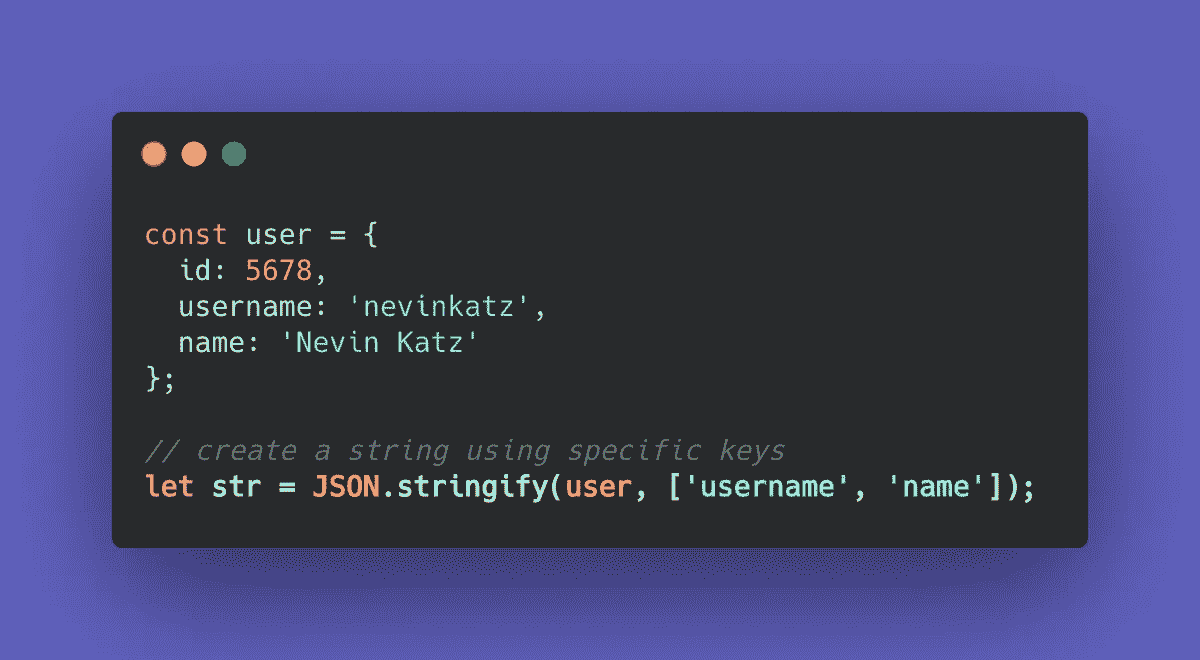 const user = {
  id: 5678,
  username: 'nevinkatz',
  name: 'Nevin Katz'
};
// create a string using specific keys
let str = JSON.stringify(user, ['username', 'name']);